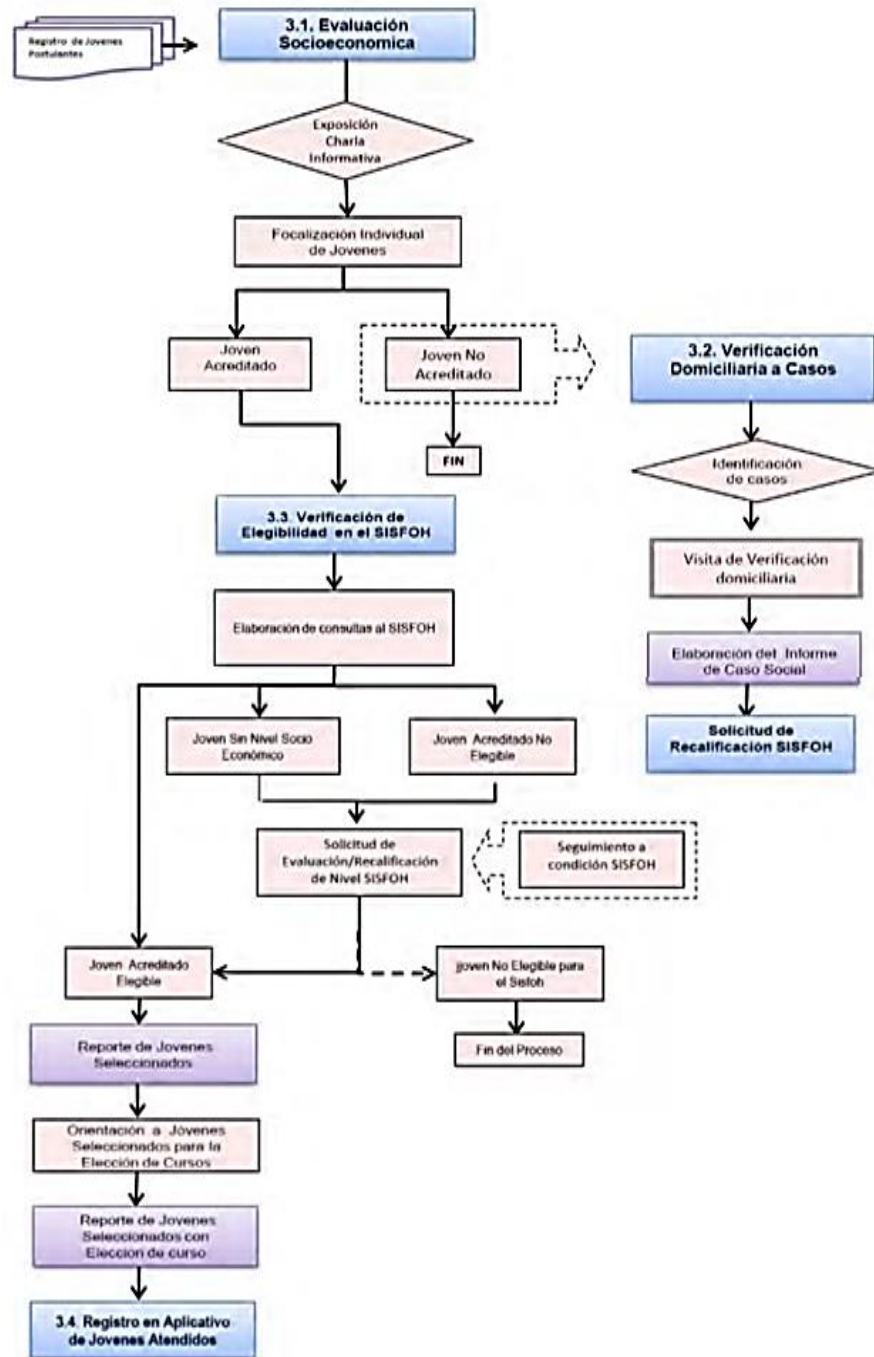 Registro de Jovenes
Postulantes
3.1. Evaluación
Socioeconomica
Exposición
Charla
Informativa
Focalización Individual
de Jovenes
Joven
Acreditado
Joven No
Acreditado
FIN
3.2. Verificación
Domiciliaria a Casos
Identificación
de casos
Visita de Verificación
domiciliaria
Elaboración del Informe
de Caso Social
Solicitud de
Recalificación SISFOH
3.3. Verificación de
Elegibilidad en el SISFOH
Elaboración de consultas al SISFOH
Joven Sin Nivel Socio
Económico
Joven Acreditado No
Elegible
Solicitud de
Evaluación/Recalificación
de Nivel SISFOH
Seguimiento a
condición SISFOH
Joven Acreditado
Elegible
jjoven No Elegible para
el Sisfoh
Fin del Proceso
Reporte de Jovenes
Seleccionados
Orientación a Jóvenes
Seleccionados para la
Elección de Cursos
Reporte de Jovenes
Seleccionados con
Eleccion de curso
3.4. Registro en Aplicativo
de Jovenes Atendidos